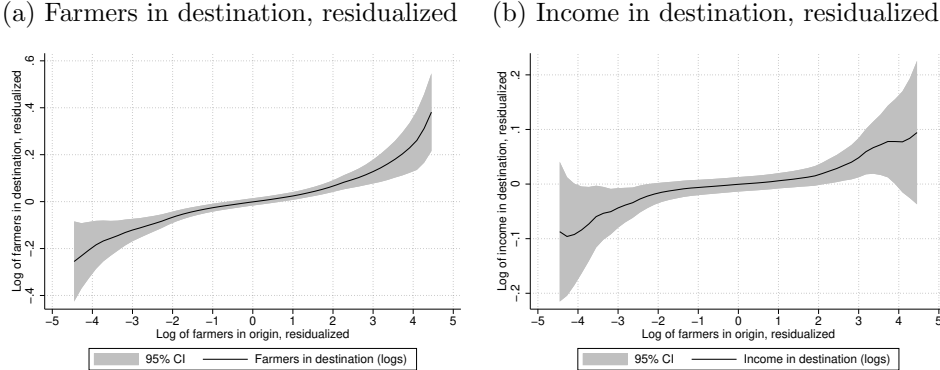 (a) Farmers in destination, residualized
(b) Income in destination, residualized
Log of farmers in destination, residualized
.6
.4
.2
0
−.2
−.4
−5 −4 −3 −2 −1 0 1 2 3 4 5
Log of farmers in origin, residualized
95% CI Farmers in destination (logs)
Log of income in destination, residualized
.2
.1
0
−.1
−.2
−5 −4 −3 −2 −1 0 1 2 3 4 5
Log of farmers in origin, residualized
95% CI Income in destination (logs)